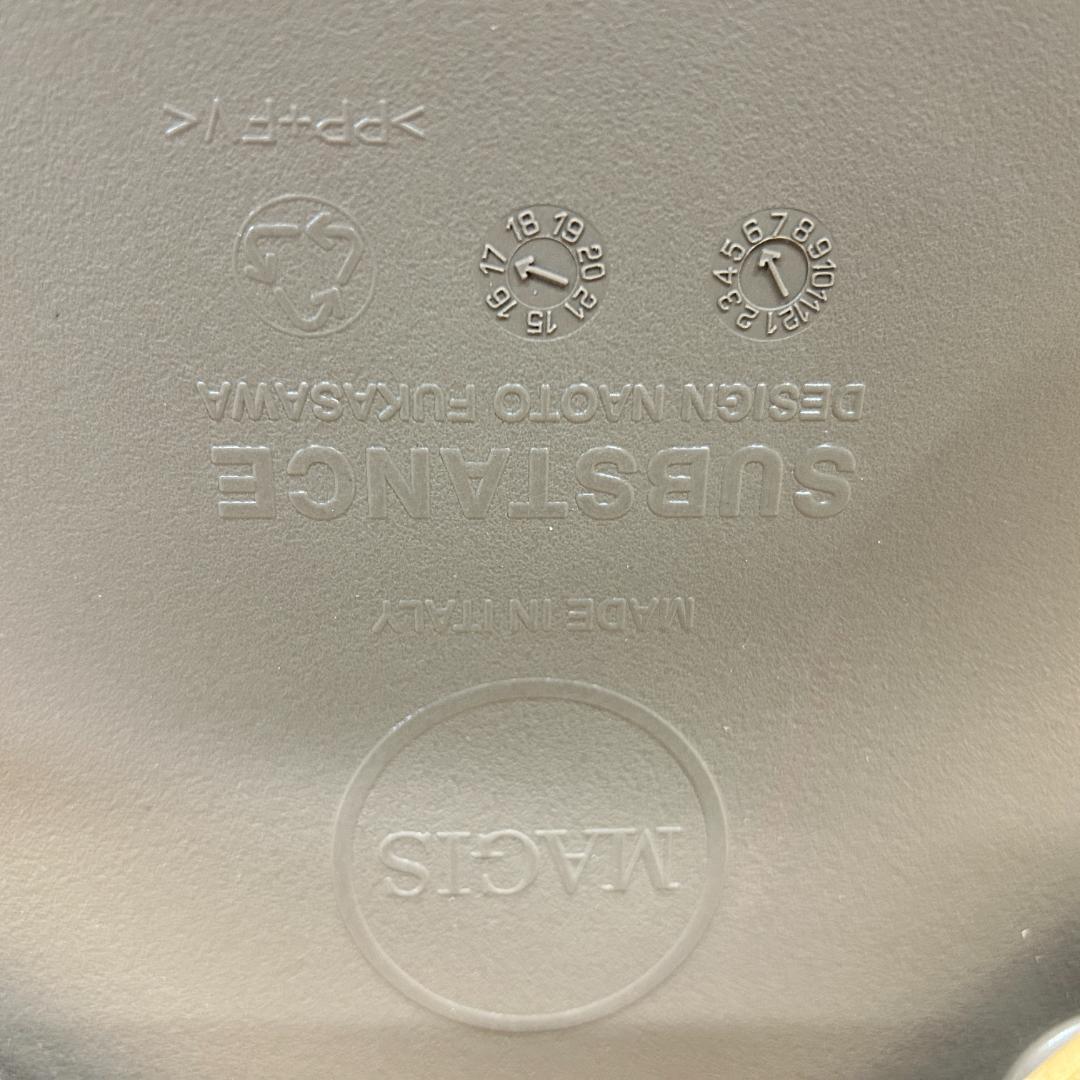 MAGIS
MADE IN ITALY
SUBSTANCE
DESIGN NAOTO FUKASAWA
1 2 3 4 5 6 7 8 9 10 11 12
15 16 17 18 19 20 21